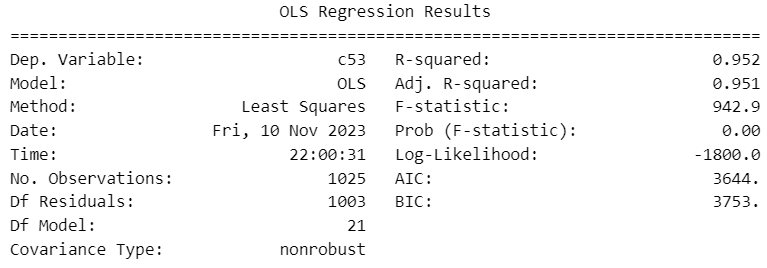 OLS Regression Results
==============================================================================
Dep. Variable: c53 R-squared: 0.952
Model: OLS Adj. R-squared: 0.951
Method: Least Squares F-statistic: 942.9
Date: Fri, 10 Nov 2023 Prob (F-statistic): 0.00
Time: 22:00:31 Log-Likelihood: -1800.0
No. Observations: 1025 AIC: 3644.
Df Residuals: 1003 BIC: 3753.
Df Model: 21
Covariance Type: nonrobust